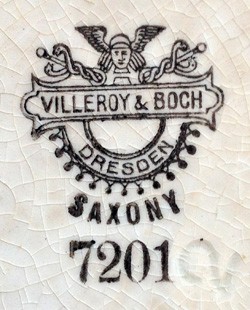 VILLEROY & BOCH
DRESDEN
SAXONY
7201